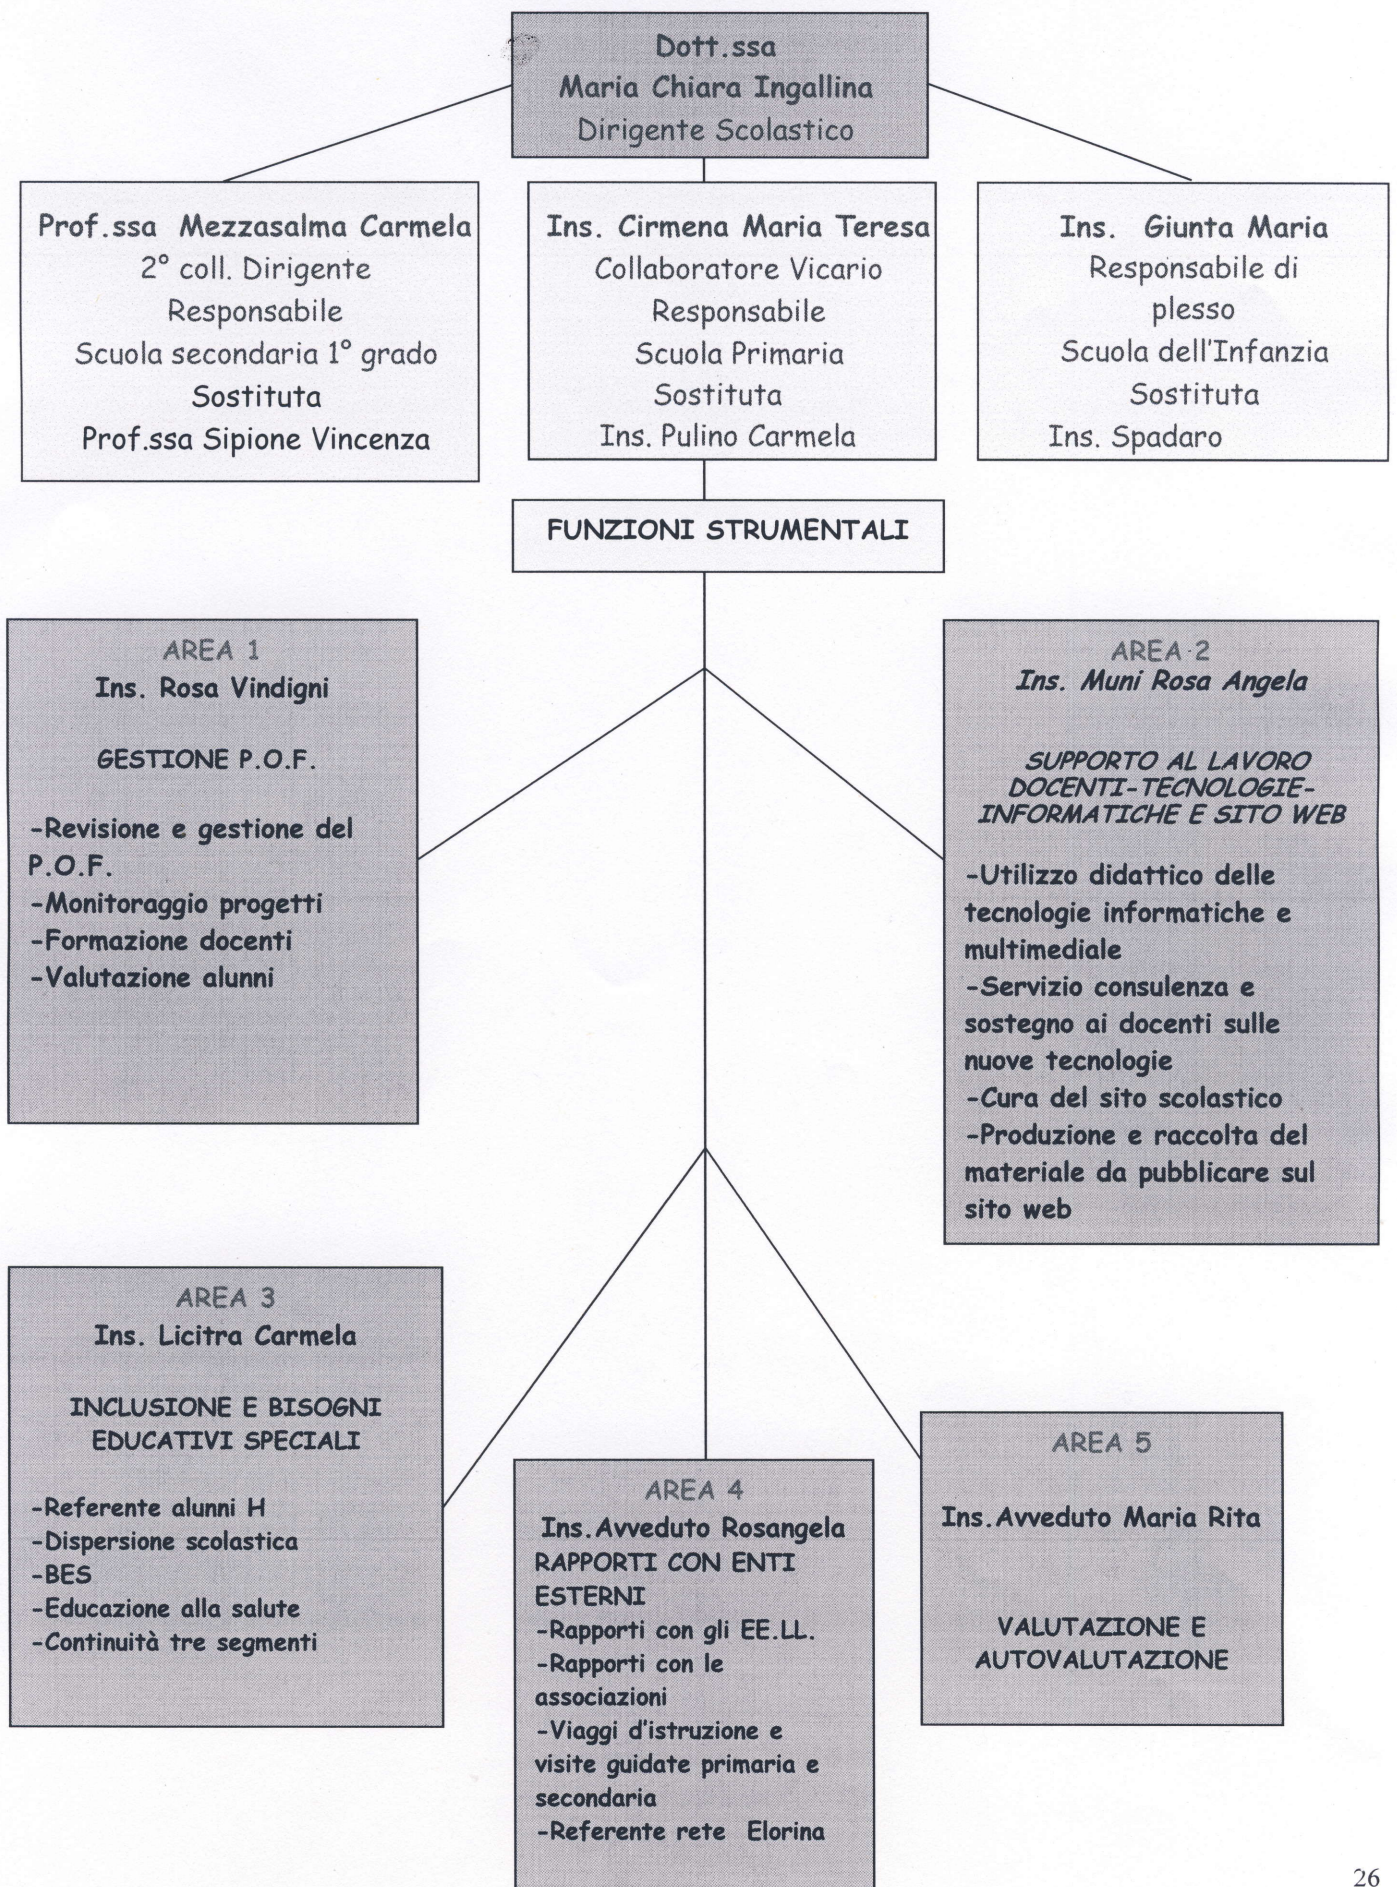 Dott.ssa
Maria Chiara Ingallina
Dirigente Scolastico
Prof.ssa Mezzasalma Carmela
2° coll. Dirigente
Responsabile
Scuola secondaria 1° grado
Sostituta
Prof.ssa Sipione Vincenza
Ins. Cirmena Maria Teresa
Collaboratore Vicario
Responsabile
Scuola Primaria
Sostituta
Ins. Pulino Carmela
Ins. Giunta Maria
Responsabile di
plesso
Scuola dell'Infanzia
Sostituta
Ins. Spadaro
FUNZIONI STRUMENTALI
AREA 1
Ins. Rosa Vindigni
GESTIONE P.O.F.
-Revisione e gestione del
P.O.F.
-Monitoraggio progetti
-Formazione docenti
-Valutazione alunni
AREA 2
Ins. Muni Rosa Angela
SUPPORTO AL LAVORO
DOCENTI-TECNOLOGIE-
INFORMATICHE E SITO WEB
-Utilizzo didattico delle
tecnologie informatiche e
multimediale
-Servizio consulenza e
sostegno ai docenti sulle
nuove tecnologie
-Cura del sito scolastico
-Produzione e raccolta del
materiale da pubblicare sul
sito web
AREA 3
Ins. Licitra Carmela
INCLUSIONE E BISOGNI
EDUCATIVI SPECIALI
-Referente alunni H
-Dispersione scolastica
-BES
-Educazione alla salute
-Continuità tre segmenti
AREA 4
Ins.Avveduto Rosangela
RAPPORTI CON ENTI
ESTERNI
-Rapporti con gli EE.LL.
-Rapporti con le
associazioni
-Viaggi d'istruzione e
visite guidate primaria e
secondaria
-Referente rete Elorina
AREA 5
Ins.Avveduto Maria Rita
VALUTAZIONE E
AUTOVALUTAZIONE
26